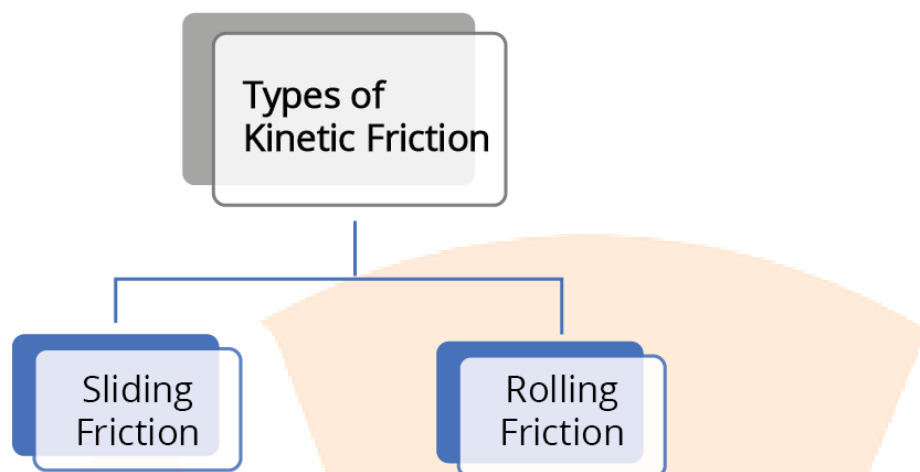 Types of
Kinetic Friction
Sliding
Friction
Rolling
Friction